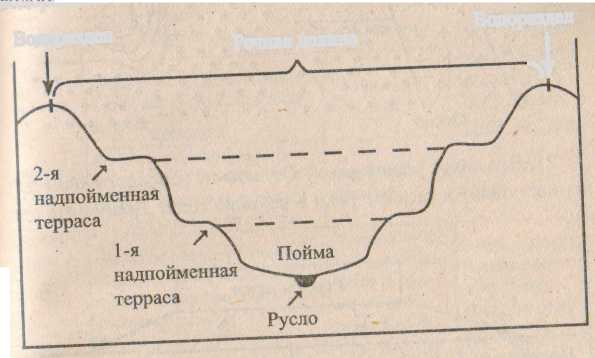 Водораздел
Речная долина
Водораздел
2-я
надпойменная
терраса
1-я
надпойменная
терраса
Пойма
Русло